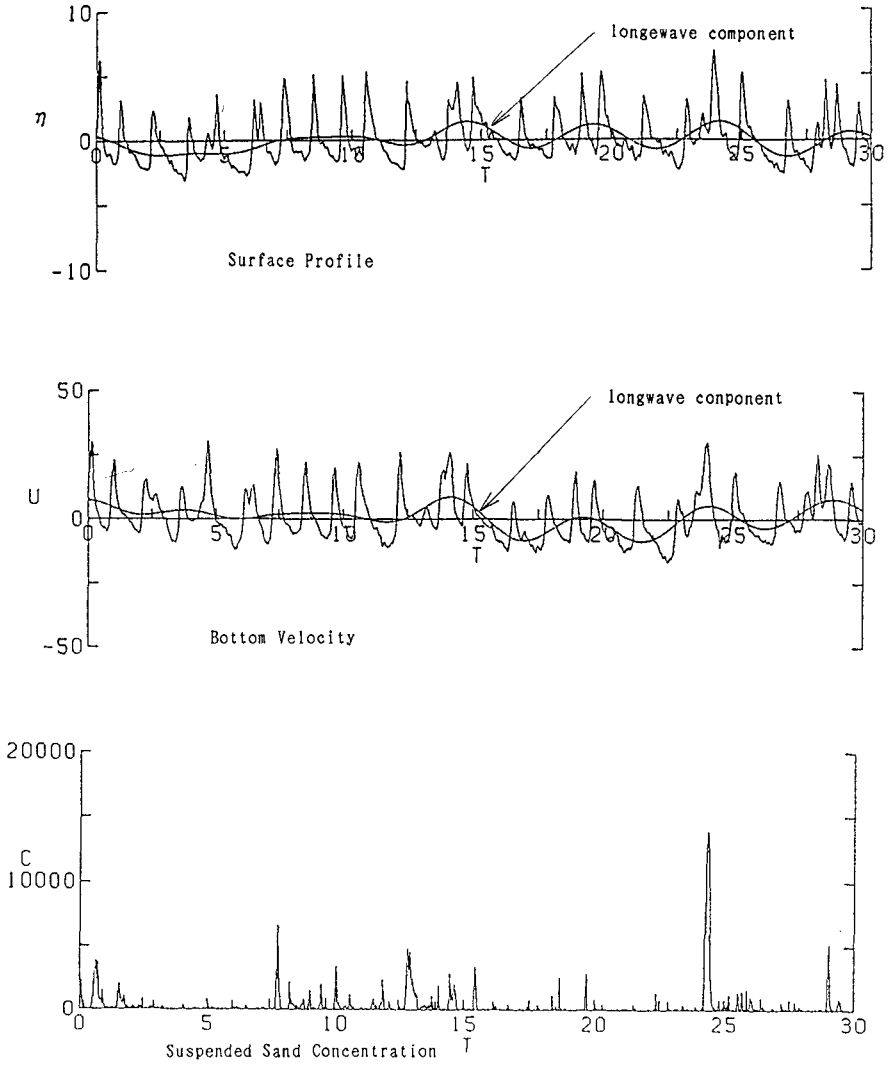 10
longewave component
η
0
0 5 10 15 20 25 30
T
-10
Surface Profile
50
longwave conponent
U
0
0 5 10 15 20 25 30
T
-50
Bottom Velocity
20000
C
10000
0
0 5 10 15 20 25 30
T
Suspended Sand Concentration